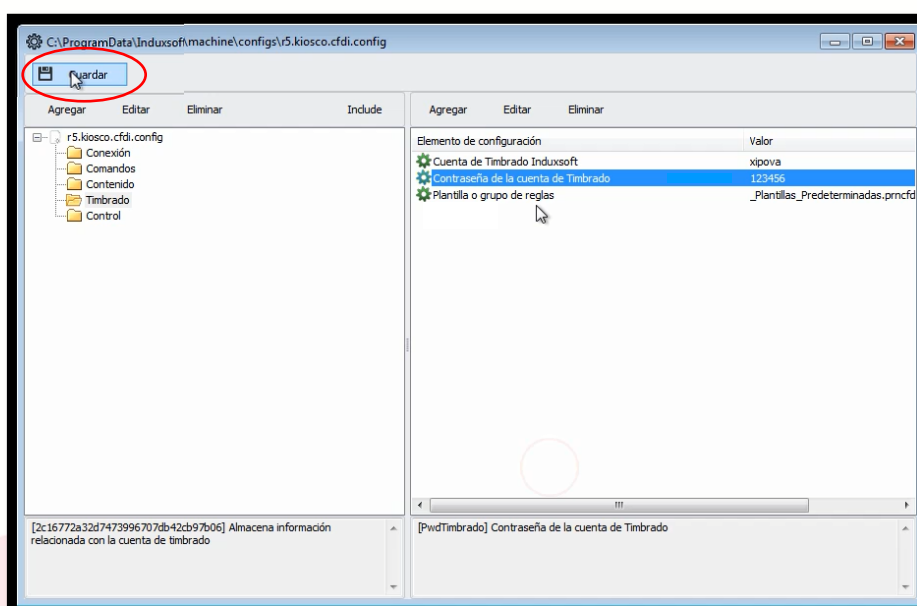 C:\ProgramData\Induxsoft\machine\configs\r5.kiosco.cfdi.config
Guardar
Agregar Editar Eliminar Include
r5.kiosco.cfdi.config
Conexión
Comandos
Contenido
Timbrado
Control
[2c16772a32d7473996707db42cb97b06] Almacena información
relacionada con la cuenta de timbrado
Agregar Editar Eliminar
Elemento de configuración Valor
Cuenta de Timbrado Induxsoft xipova
Contraseña de la cuenta de Timbrado 123456
Plantilla o grupo de reglas _Plantillas_Predeterminadas.prncfd
[PwdTimbrado] Contraseña de la cuenta de Timbrado